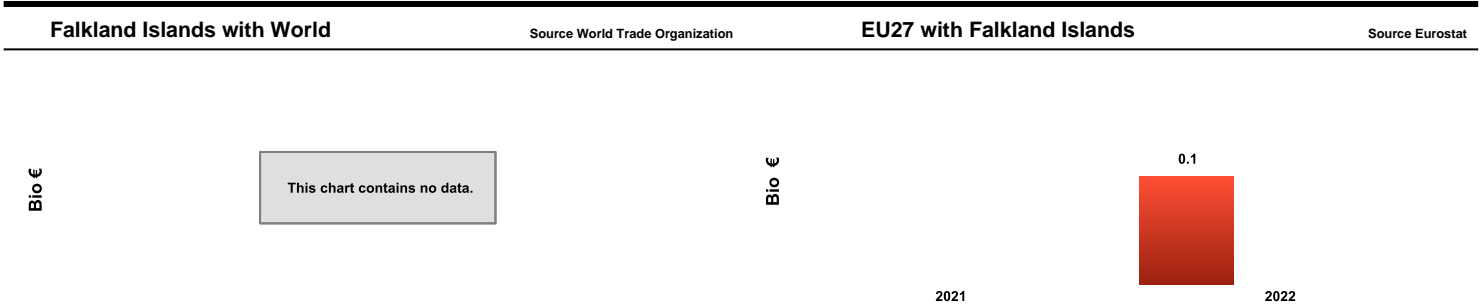 Falkland Islands with World
Source World Trade Organization
Bio €
This chart contains no data.
EU27 with Falkland Islands
Source Eurostat
Bio €
0.1
2021
2022